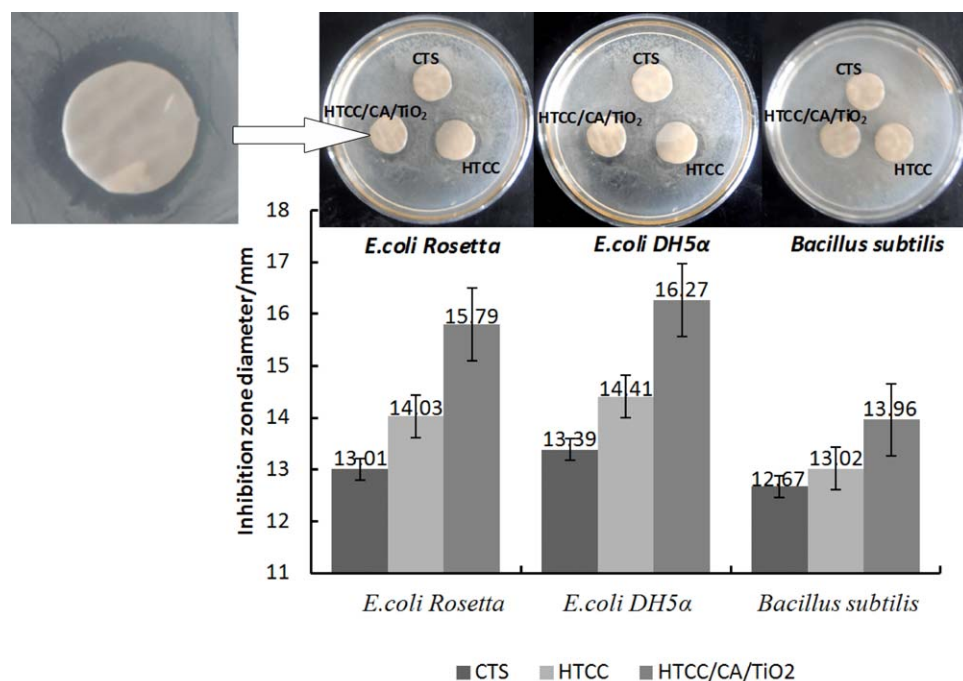 CTS
HTCC/CA/TiO₂
HTCC
CTS
HTCC/CA/TiO₂
HTCC
CTS
HTCC/CA/TiO₂
HTCC
E.coli Rosetta
E.coli DH5α
Bacillus subtilis
Inhibition zone diameter/mm
18
17
16
15
14
13
12
11
13.01
14.03
15.79
13.39
14.41
16.27
12.67
13.02
13.96
E.coli Rosetta
E.coli DH5α
Bacillus subtilis
CTS
HTCC
HTCC/CA/TiO2